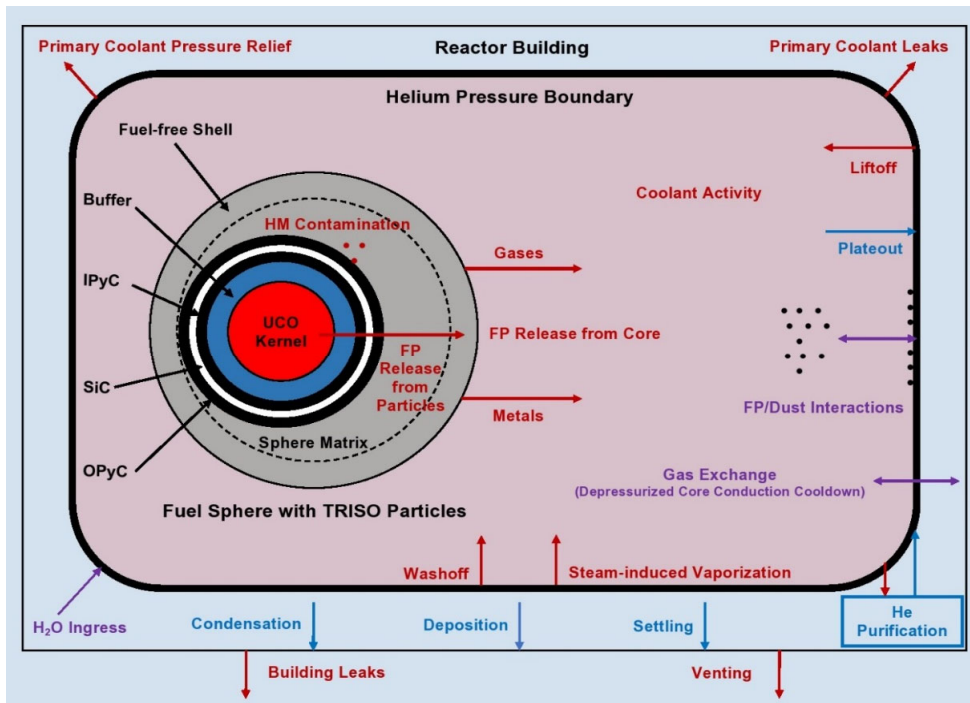 Reactor Building
Primary Coolant Pressure Relief
Primary Coolant Leaks
Helium Pressure Boundary
Fuel-free Shell
Liftoff
Coolant Activity
Buffer
HM Contamination
Gases
Plateout
IPyC
UCO
Kernel
FP Release from Core
FP
Release
from
Particles
SiC
Metals
FP/Dust Interactions
Sphere Matrix
OPyC
Gas Exchange
(Depressurized Core Conduction Cooldown)
Fuel Sphere with TRISO Particles
Washoff
Steam-induced Vaporization
H₂O Ingress
Condensation
Deposition
Settling
He
Purification
Building Leaks
Venting